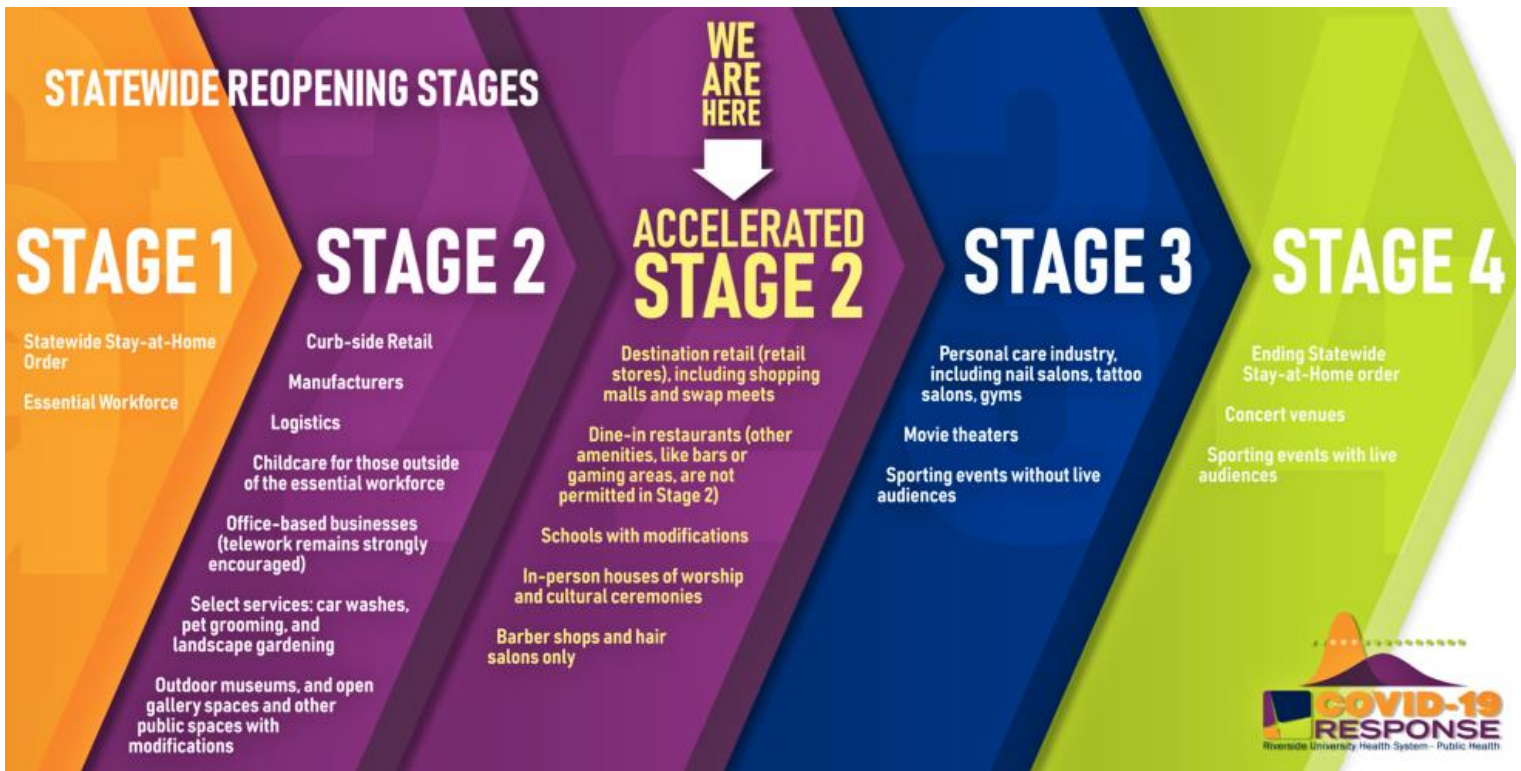 STATEWIDE REOPENING STAGES
WE
ARE
HERE
STAGE 1
Statewide Stay-at-Home
Order
Essential Workforce
STAGE 2
Curb-side Retail
Manufacturers
Logistics
Childcare for those outside
of the essential workforce
Office-based businesses
(telework remains strongly
encouraged)
Select services: car washes,
pet grooming, and
landscape gardening
Outdoor museums, and open
gallery spaces and other
public spaces with
modifications
ACCELERATED
STAGE 2
Destination retail (retail
stores), including shopping
malls and swap meets
Dine-in restaurants (other
amenities, like bars or
gaming areas, are not
permitted in Stage 2)
Schools with modifications
In-person houses of worship
and cultural ceremonies
Barber shops and hair
salons only
STAGE 3
Personal care industry,
including nail salons, tattoo
salons, gyms
Movie theaters
Sporting events without live
audiences
STAGE 4
Ending Statewide
Stay-at-Home order
Concert venues
Sporting events with live
audiences
COVID-19
RESPONSE
Riverside University Health System - Public Health